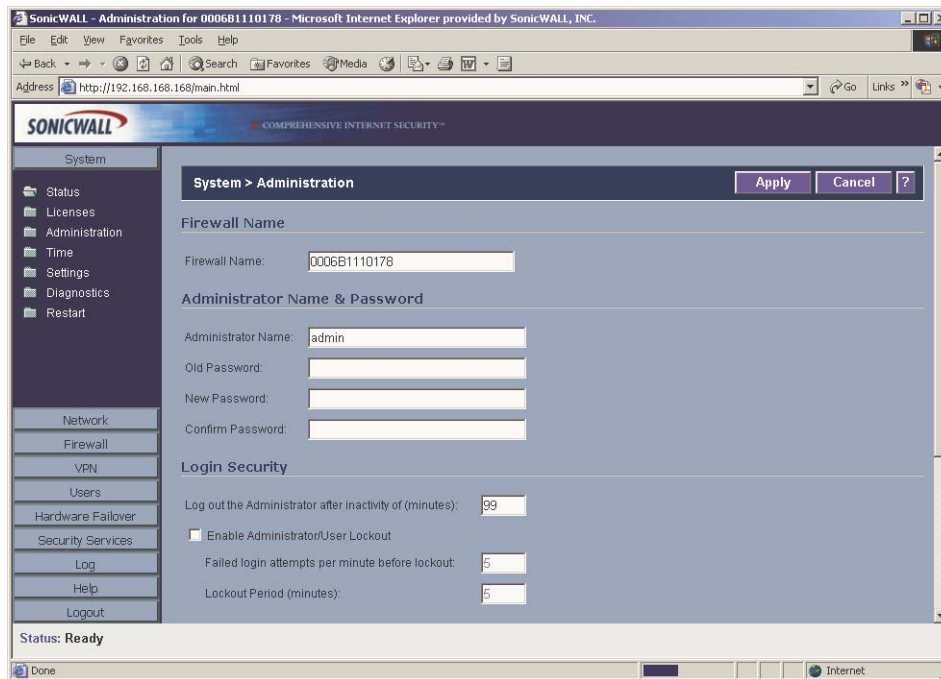 SonicWALL - Administration for 0006B1110178 - Microsoft Internet Explorer provided by SonicWALL, INC.
File Edit View Favorites Tools Help
Back Search Favorites Media
Address http://192.168.168.168/main.html Go Links »
SONICWALL COMPREHENSIVE INTERNET SECURITY™
System
Status
Licenses
Administration
Time
Settings
Diagnostics
Restart
Network
Firewall
VPN
Users
Hardware Failover
Security Services
Log
Help
Logout
System > Administration Apply Cancel ?
Firewall Name
Firewall Name: 0006B1110178
Administrator Name & Password
Administrator Name: admin
Old Password:
New Password:
Confirm Password:
Login Security
Log out the Administrator after inactivity of (minutes): 99
Enable Administrator/User Lockout
Failed login attempts per minute before lockout: 5
Lockout Period (minutes): 5
Status: Ready
Done Internet